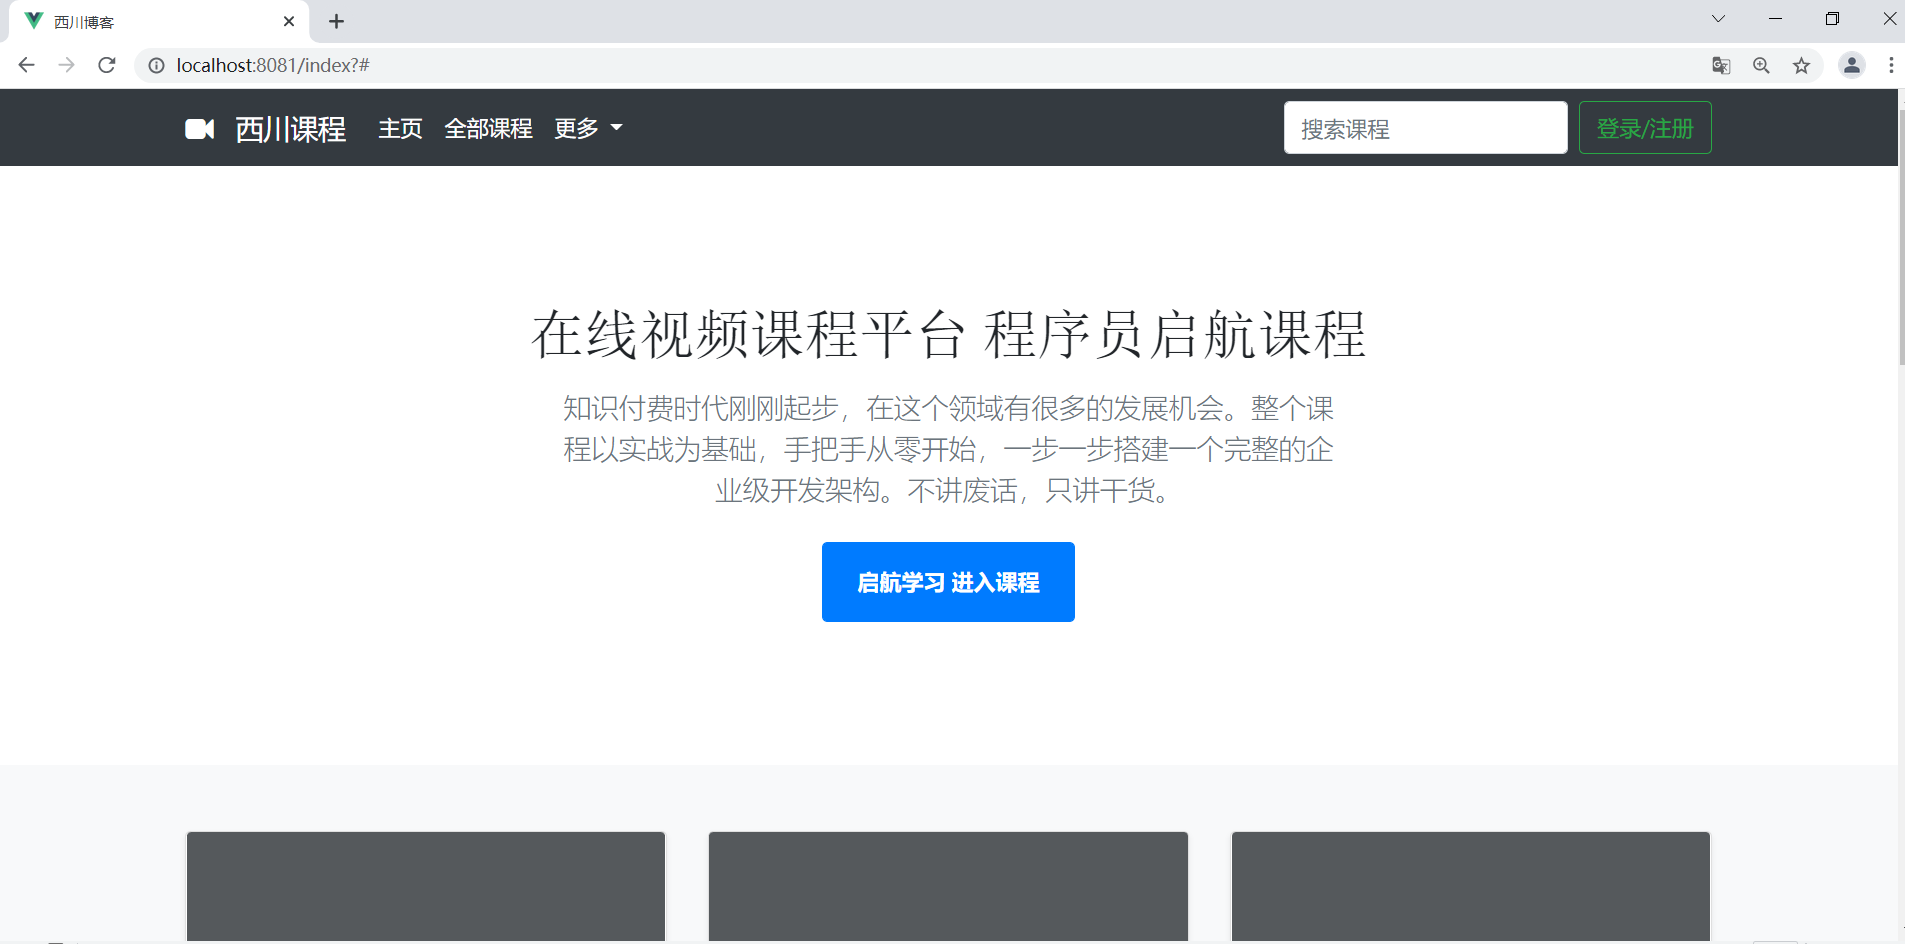 西川博客
localhost:8081/index?#
西川课程 主页 全部课程 更多 搜索课程 登录/注册
在线视频课程平台 程序员启航课程
知识付费时代刚刚起步，在这个领域有很多的发展机会。整个课
程以实战为基础，手把手从零开始，一步一步搭建一个完整的企
业级开发架构。不讲废话，只讲干货。
启航学习 进入课程